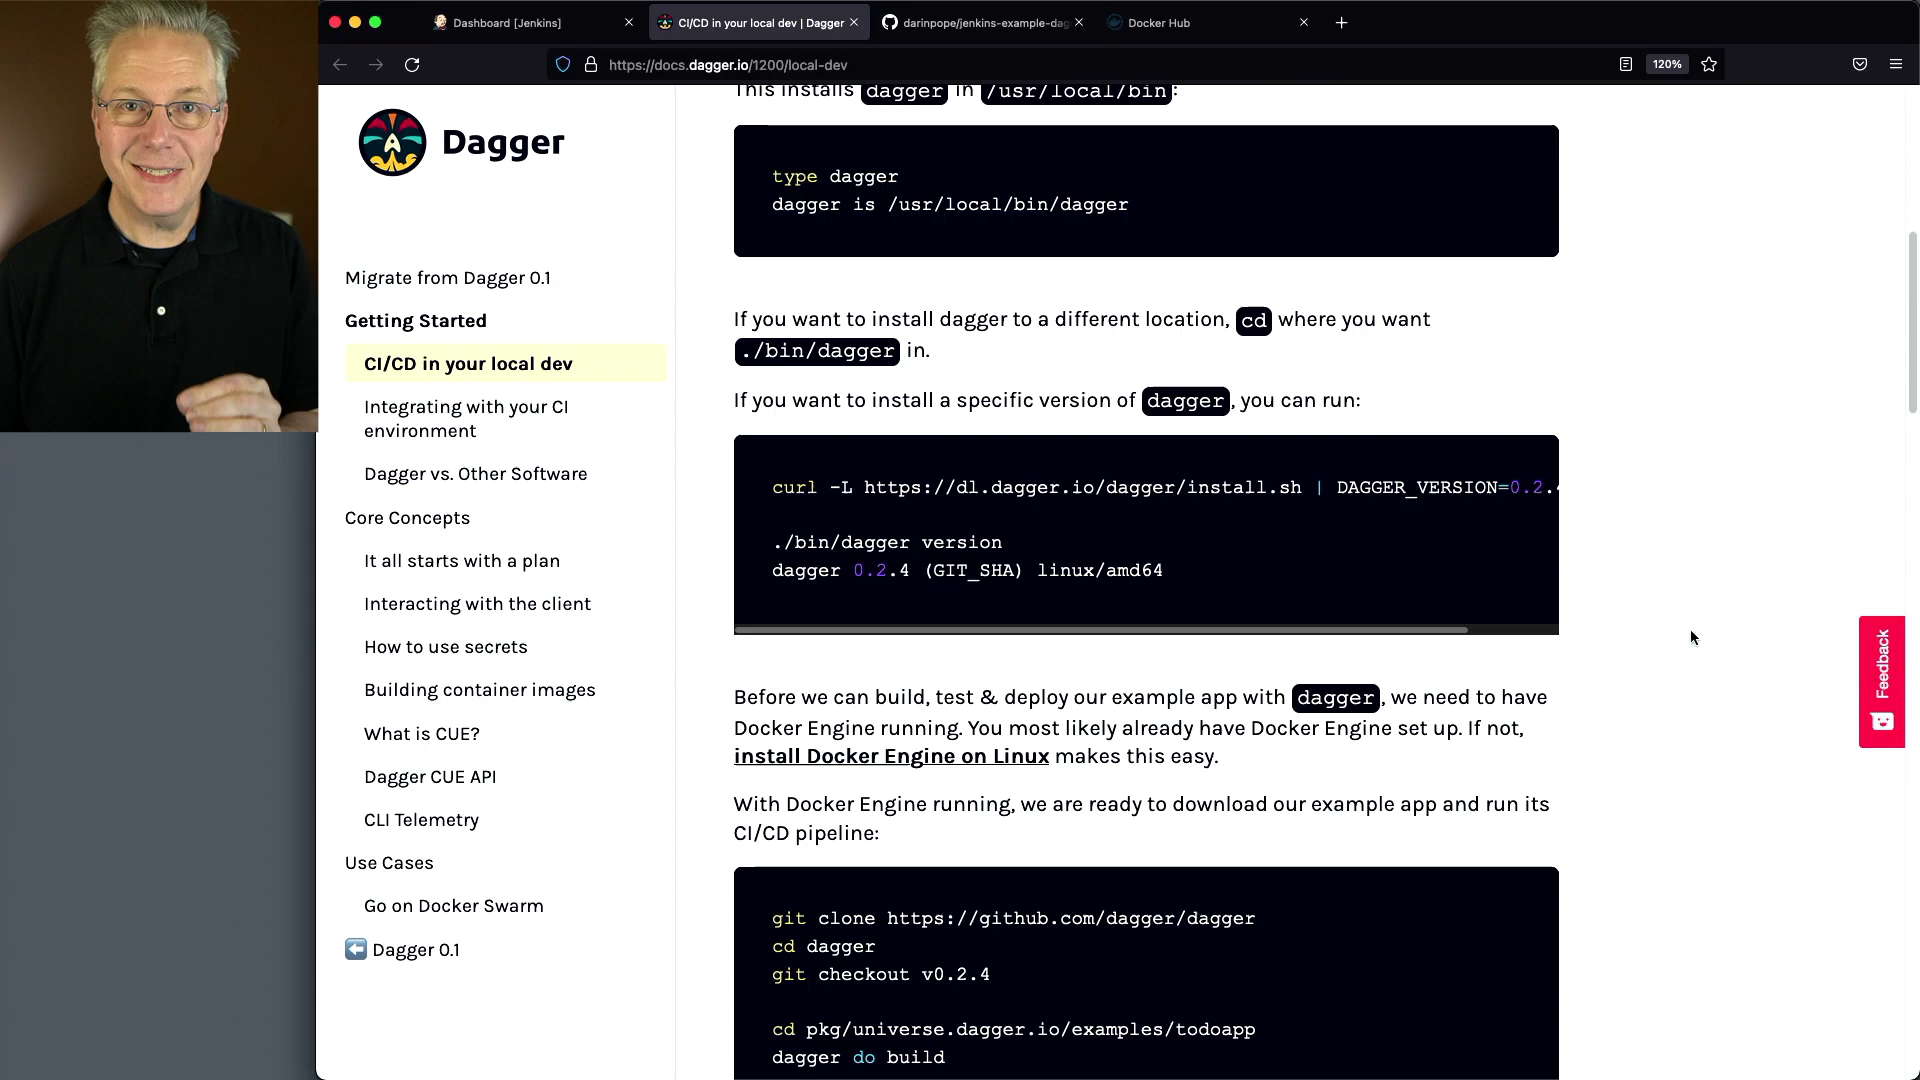 Dashboard [Jenkins]
CI/CD in your local dev | Dagger
darinpope/jenkins-example-dag
Docker Hub
https://docs.dagger.io/1200/local-dev
120%
Dagger
Migrate from Dagger 0.1
Getting Started
CI/CD in your local dev
Integrating with your CI
environment
Dagger vs. Other Software
Core Concepts
It all starts with a plan
Interacting with the client
How to use secrets
Building container images
What is CUE?
Dagger CUE API
CLI Telemetry
Use Cases
Go on Docker Swarm
Dagger 0.1
This installs dagger in /usr/local/bin:
type dagger
dagger is /usr/local/bin/dagger
If you want to install dagger to a different location, cd where you want
./bin/dagger in.
If you want to install a specific version of dagger, you can run:
curl -L https://dl.dagger.io/dagger/install.sh | DAGGER_VERSION=0.2.4
./bin/dagger version
dagger 0.2.4 (GIT_SHA) linux/amd64
Before we can build, test & deploy our example app with dagger, we need to have
Docker Engine running. You most likely already have Docker Engine set up. If not,
install Docker Engine on Linux makes this easy.
With Docker Engine running, we are ready to download our example app and run its
CI/CD pipeline:
git clone https://github.com/dagger/dagger
cd dagger
git checkout v0.2.4
cd pkg/universe.dagger.io/examples/todoapp
dagger do build
Feedback